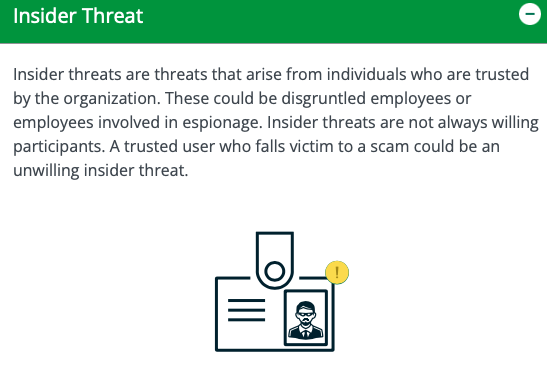 Insider Threat
Insider threats are threats that arise from individuals who are trusted
by the organization. These could be disgruntled employees or
employees involved in espionage. Insider threats are not always willing
participants. A trusted user who falls victim to a scam could be an
unwilling insider threat.
!